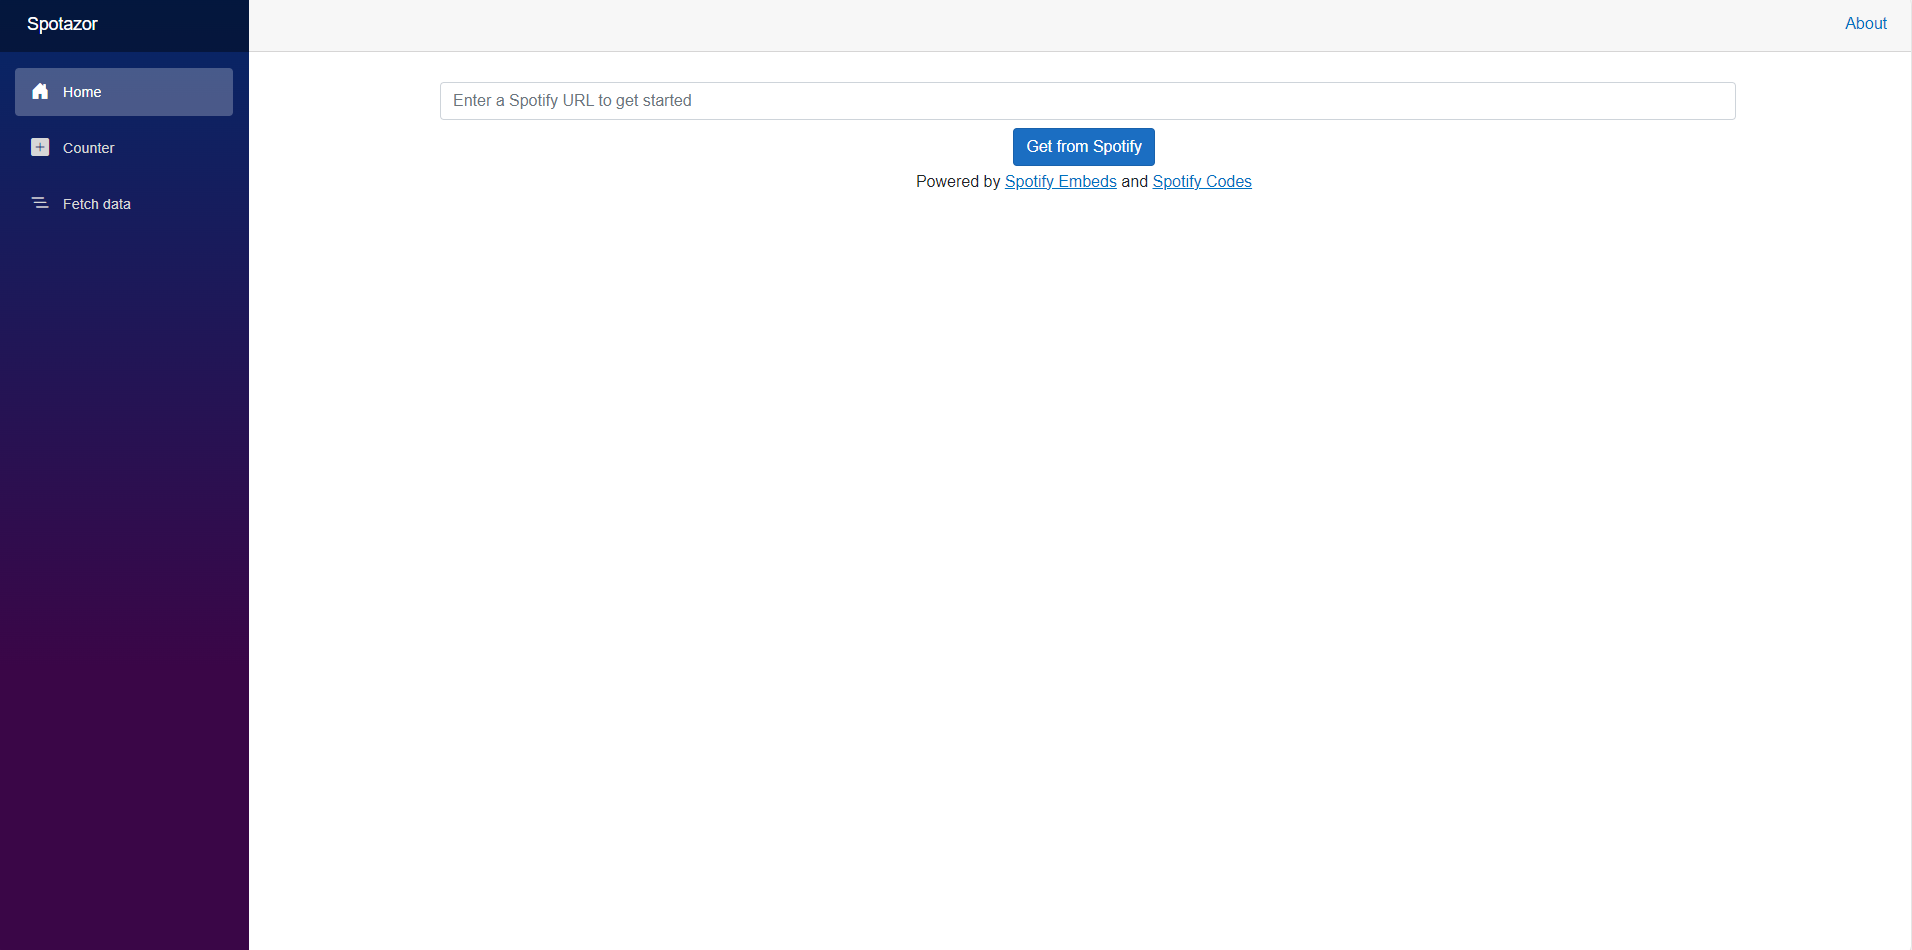 Spotazor
About
Home
Counter
Fetch data
Enter a Spotify URL to get started
Get from Spotify
Powered by Spotify Embeds and Spotify Codes